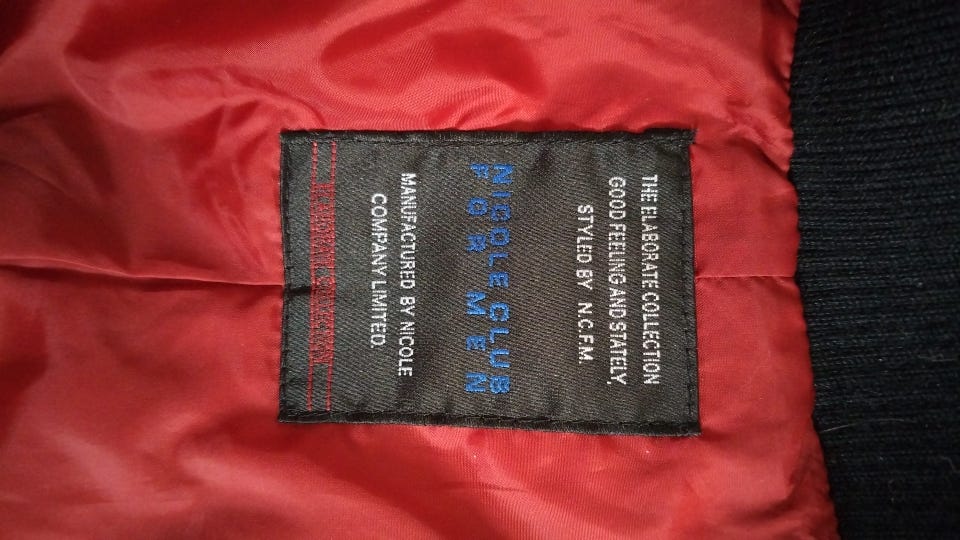 THE ELABORATE COLLECTION
GOOD FEELING AND STATELY,
STYLED BY N.C.F.M.
NICOLE CLUB
FOR MEN
MANUFACTURED BY NICOLE
COMPANY LIMITED.